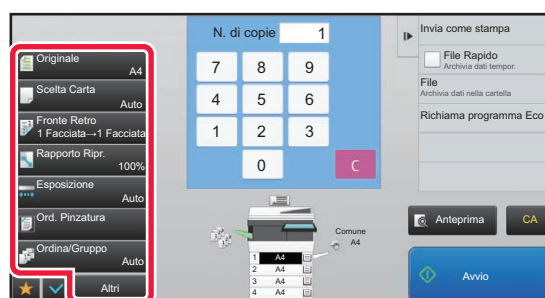 Originale
A4
Scelta Carta
Auto
Fronte Retro
1 Facciata→1 Facciata
Rapporto Ripr.
100%
Esposizione
Auto
Ord. Pinzatura
Ordina/Gruppo
Auto
Altri
N. di copie 1
7 8 9
4 5 6
1 2 3
0 C
Comune
A4
1 A4
2 A4
3 A4
4 A4
Invia come stampa
File Rapido
Archivia dati tempor.
File
Archivia dati nella cartella
Richiama programma Eco
Anteprima
CA
Avvio